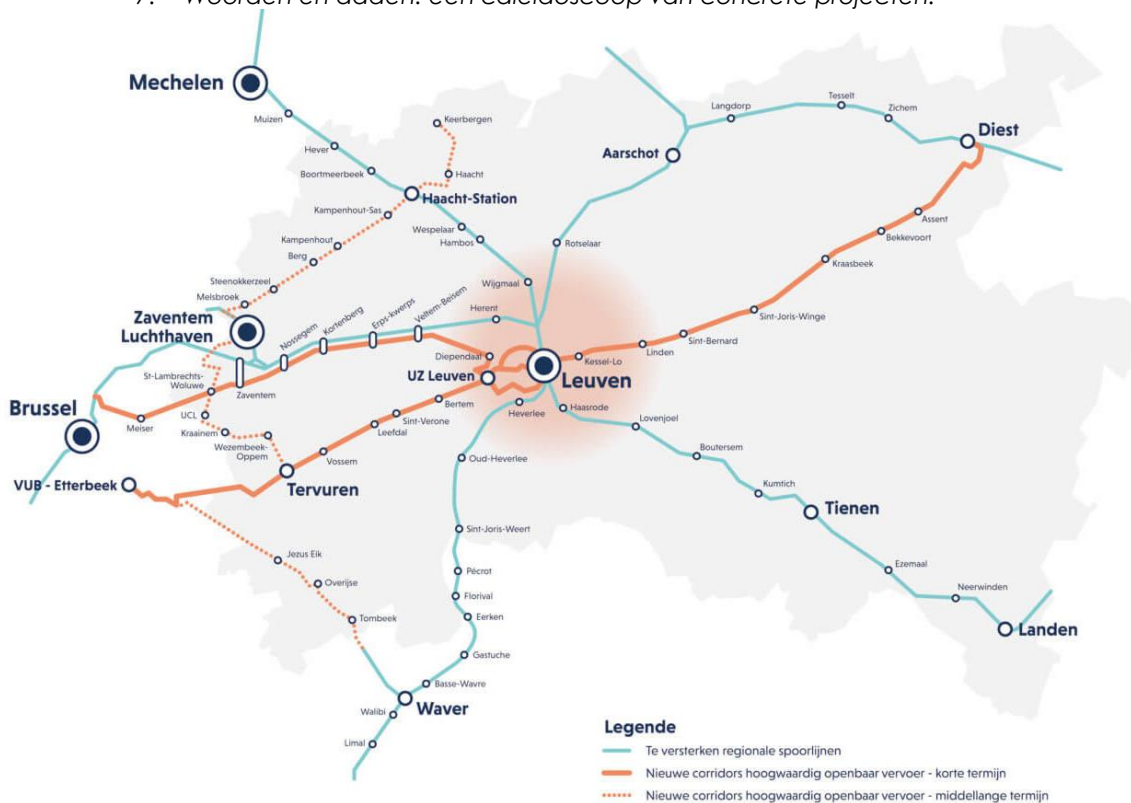 7. Woorden én daden: een caleidoscoop van concrete projecten.
Mechelen
Muizen
Hever
Boortmeerbeek
Keerbergen
Haacht
Haacht-Station
Kampenhout-Sas
Kampenhout
Berg
Steenokkerzeel
Melsbroek
Wespelaar
Hambos
Wijgmaal
Rotselaar
Aarschot
Langdorp
Tesselt
Zichem
Diest
Assent
Bekkevoort
Kraasbeek
Sint-Joris-Winge
Sint-Bernard
Linden
Kessel-Lo
Zaventem
Luchthaven
Nossegem
Kortenberg
Erps-kwerps
Veltem-Beisem
Herent
Diependaal
UZ Leuven
Leuven
St-Lambrechts-
Woluwe
Zaventem
Brussel
Meiser
UCL
Kraainem
Wezembeek-
Oppem
VUB - Etterbeek
Tervuren
Vossem
Leefdal
Sint-Verone
Bertem
Heverlee
Haasrode
Lovenjoel
Boutersem
Kumtich
Tienen
Ezemaal
Neerwinden
Landen
Oud-Heverlee
Sint-Joris-Weert
Pécrot
Florival
Eerken
Gastuche
Basse-Wavre
Waver
Walibi
Limal
Jezus Eik
Overijse
Tombeek
Legende
Te versterken regionale spoorlijnen
Nieuwe corridors hoogwaardig openbaar vervoer - korte termijn
Nieuwe corridors hoogwaardig openbaar vervoer - middellange termijn